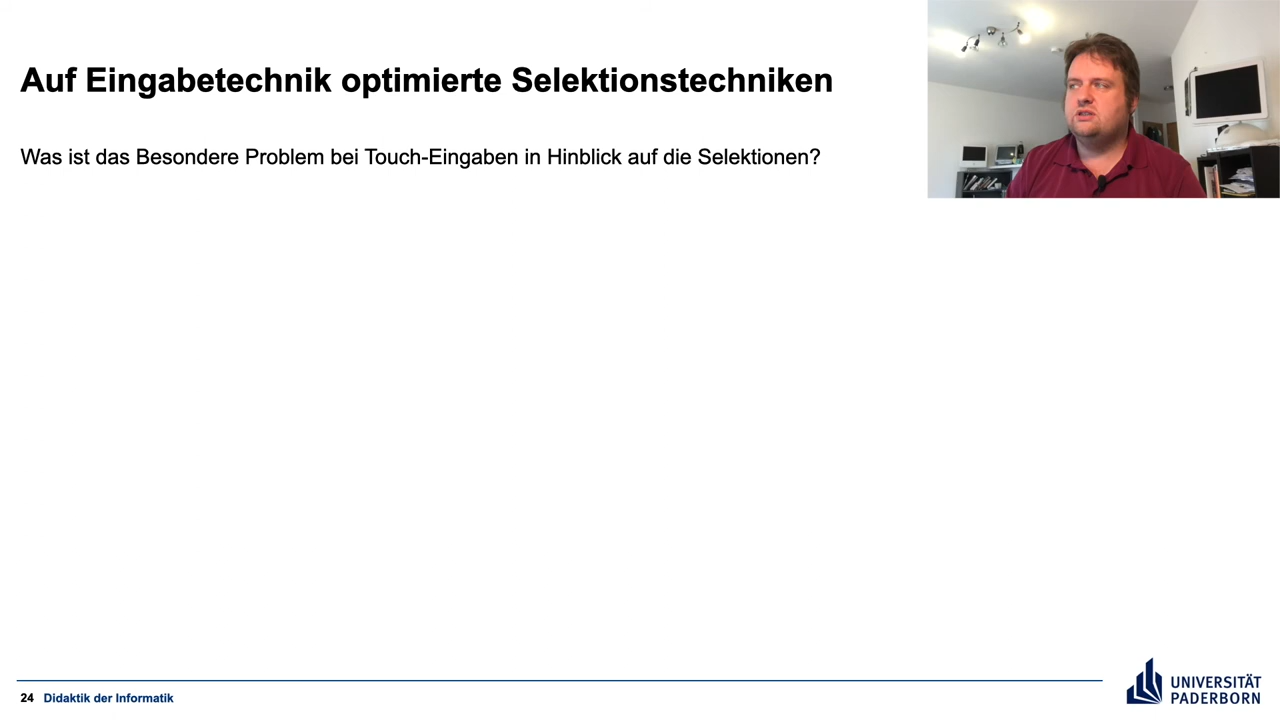 Auf Eingabetechnik optimierte Selektionstechniken
Was ist das Besondere Problem bei Touch-Eingaben in Hinblick auf die Selektionen?
24 Didaktik der Informatik
UNIVERSITÄT
PADERBORN